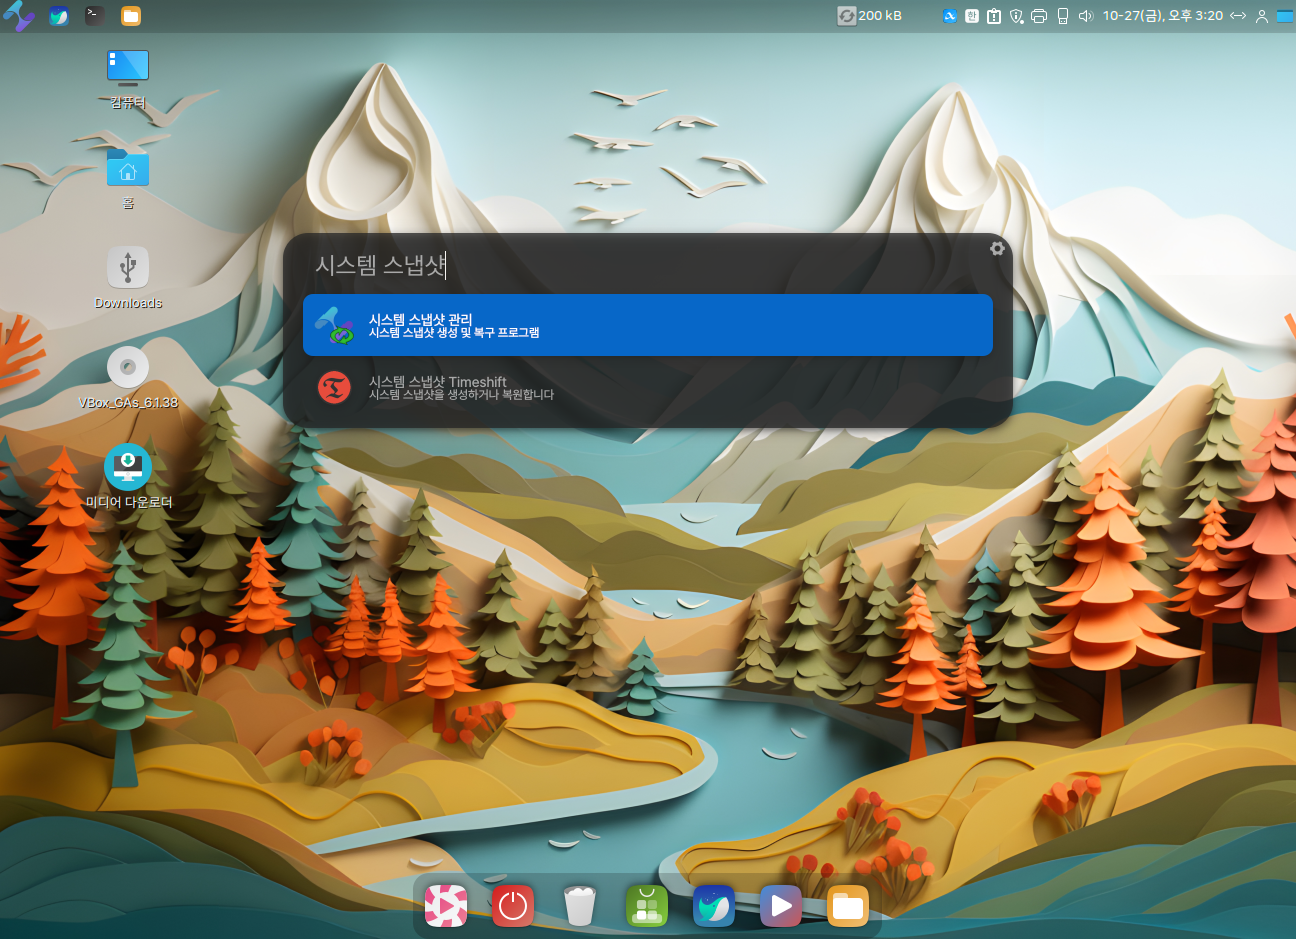 200 kB
한
10-27(금), 오후 3:20
컴퓨터
홈
Downloads
VBox_GAs_6.1.38
미디어 다운로더
시스템 스냅샷
시스템 스냅샷 관리
시스템 스냅샷 생성 및 복구 프로그램
시스템 스냅샷 Timeshift
시스템 스냅샷을 생성하거나 복원합니다